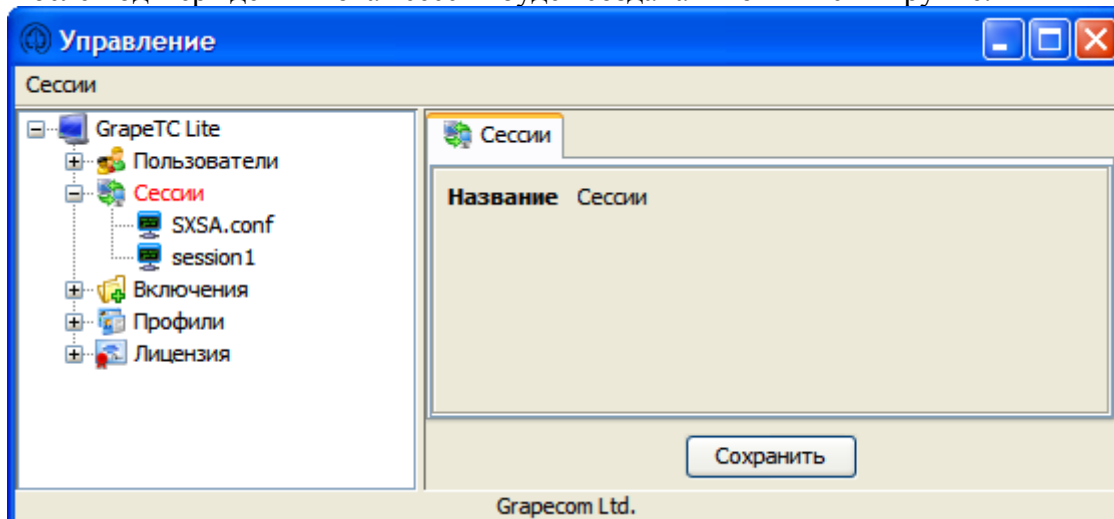 Управление
Сессии
GrapeTC Lite
Пользователи
Сессии
SXSA.conf
session1
Включения
Профили
Лицензия
Сессии
Название Сессии
Сохранить
Grapecom Ltd.